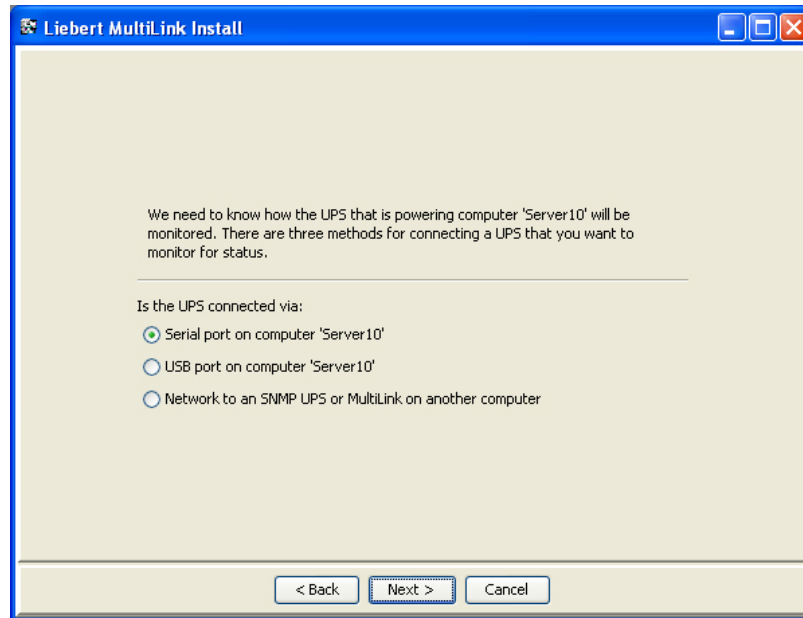 Liebert MultiLink Install
We need to know how the UPS that is powering computer 'Server10' will be
monitored. There are three methods for connecting a UPS that you want to
monitor for status.
Is the UPS connected via:
Serial port on computer 'Server10'
USB port on computer 'Server10'
Network to an SNMP UPS or MultiLink on another computer
< Back Next > Cancel